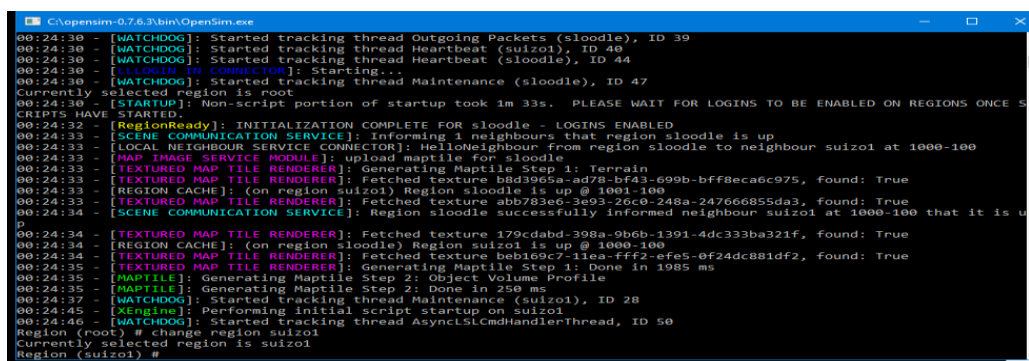 C:\opensim-0.7.6.3\bin\OpenSim.exe
00:24:30 - [WATCHDOG]: Started tracking thread Outgoing Packets (sloodle), ID 39
00:24:30 - [WATCHDOG]: Started tracking thread Heartbeat (suizo1), ID 40
00:24:30 - [WATCHDOG]: Started tracking thread Heartbeat (sloodle), ID 44
00:24:30 - [LLLOGIN IN CONNECTOR]: Starting...
00:24:30 - [WATCHDOG]: Started tracking thread Maintenance (sloodle), ID 47
Currently selected region is root
00:24:30 - [STARTUP]: Non-script portion of startup took 1m 33s.  PLEASE WAIT FOR LOGINS TO BE ENABLED ON REGIONS ONCE S
CRIPTS HAVE STARTED.
00:24:32 - [RegionReady]: INITIALIZATION COMPLETE FOR sloodle - LOGINS ENABLED
00:24:33 - [SCENE COMMUNICATION SERVICE]: Informing 1 neighbours that region sloodle is up
00:24:33 - [LOCAL NEIGHBOUR SERVICE CONNECTOR]: HelloNeighbour from region sloodle to neighbour suizo1 at 1000-100
00:24:33 - [MAP IMAGE SERVICE MODULE]: upload maptile for sloodle
00:24:33 - [TEXTURED MAP TILE RENDERER]: Generating Maptile Step 1: Terrain
00:24:33 - [TEXTURED MAP TILE RENDERER]: Fetched texture b8d3965a-ad78-bf43-699b-bff8eca6c975, found: True
00:24:33 - [REGION CACHE]: (on region suizo1) Region sloodle is up @ 1001-100
00:24:33 - [TEXTURED MAP TILE RENDERER]: Fetched texture abb783e6-3e93-26c0-248a-247666855da3, found: True
00:24:34 - [SCENE COMMUNICATION SERVICE]: Region sloodle successfully informed neighbour suizo1 at 1000-100 that it is u
p
00:24:34 - [TEXTURED MAP TILE RENDERER]: Fetched texture 179cdabd-398a-9b6b-1391-4dc333ba321f, found: True
00:24:34 - [REGION CACHE]: (on region sloodle) Region suizo1 is up @ 1000-100
00:24:34 - [TEXTURED MAP TILE RENDERER]: Fetched texture beb169c7-11ea-fff2-efe5-0f24dc881df2, found: True
00:24:35 - [TEXTURED MAP TILE RENDERER]: Generating Maptile Step 1: Done in 1985 ms
00:24:35 - [MAPTILE]: Generating Maptile Step 2: Object Volume Profile
00:24:35 - [MAPTILE]: Generating Maptile Step 2: Done in 250 ms
00:24:37 - [WATCHDOG]: Started tracking thread Maintenance (suizo1), ID 28
00:24:45 - [XEngine]: Performing initial script startup on suizo1
00:24:46 - [WATCHDOG]: Started tracking thread AsyncLSLCmdHandlerThread, ID 50
Region (root) # change region suizo1
Currently selected region is suizo1
Region (suizo1) #